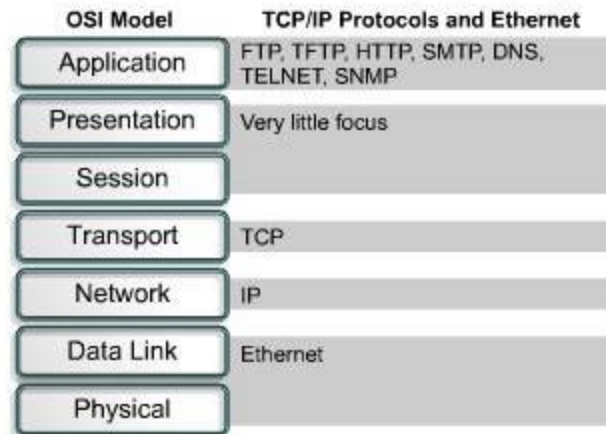 OSI Model
TCP/IP Protocols and Ethernet
Application
FTP, TFTP, HTTP, SMTP, DNS,
TELNET, SNMP
Presentation
Very little focus
Session
Transport
TCP
Network
IP
Data Link
Ethernet
Physical